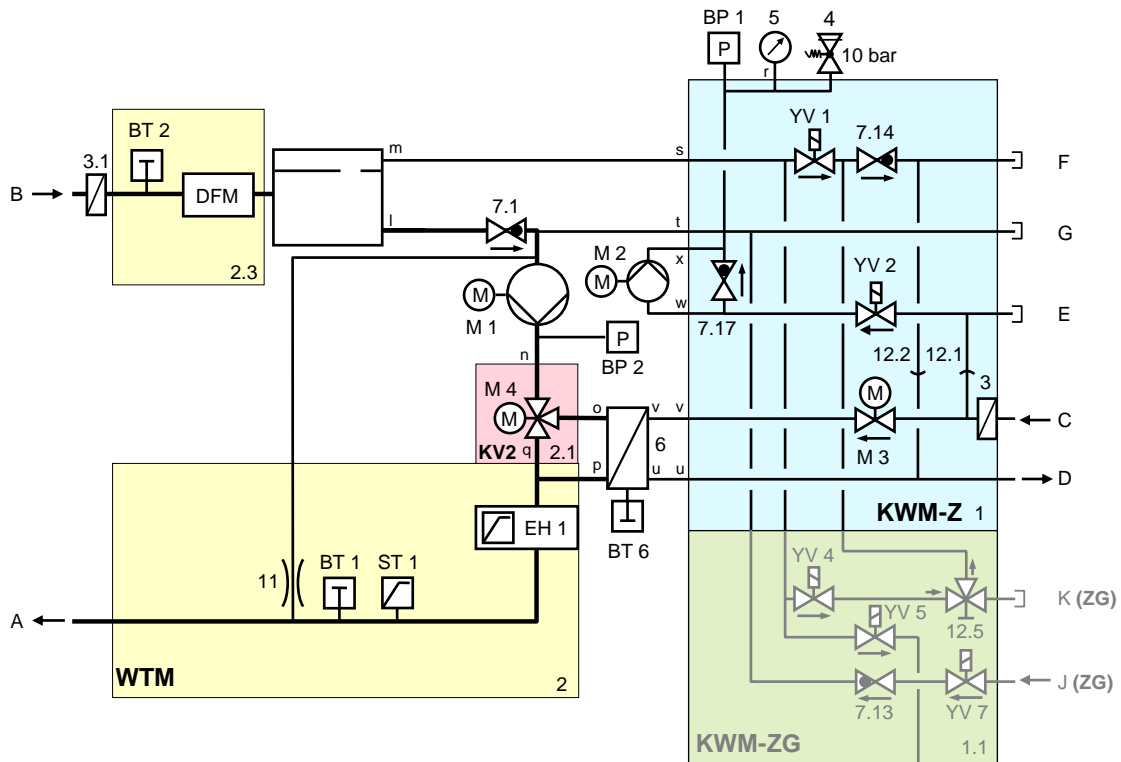 BP 1
5
4
P
r
10 bar
YV 1
7.14
BT 2
3.1
m
s
F
B
DFM
l
7.1
t
G
M 2
x
YV 2
2.3
M
M
w
E
M 1
7.17
P
n
BP 2
12.2
12.1
3
M 4
M
o
v
v
M
C
KV2
q
2.1
6
M 3
p
u
u
D
KWM-Z
1
EH 1
BT 6
BT 1
ST 1
YV 4
11
K (ZG)
YV 5
A
12.5
WTM
J (ZG)
2
7.13
YV 7
KWM-ZG
1.1